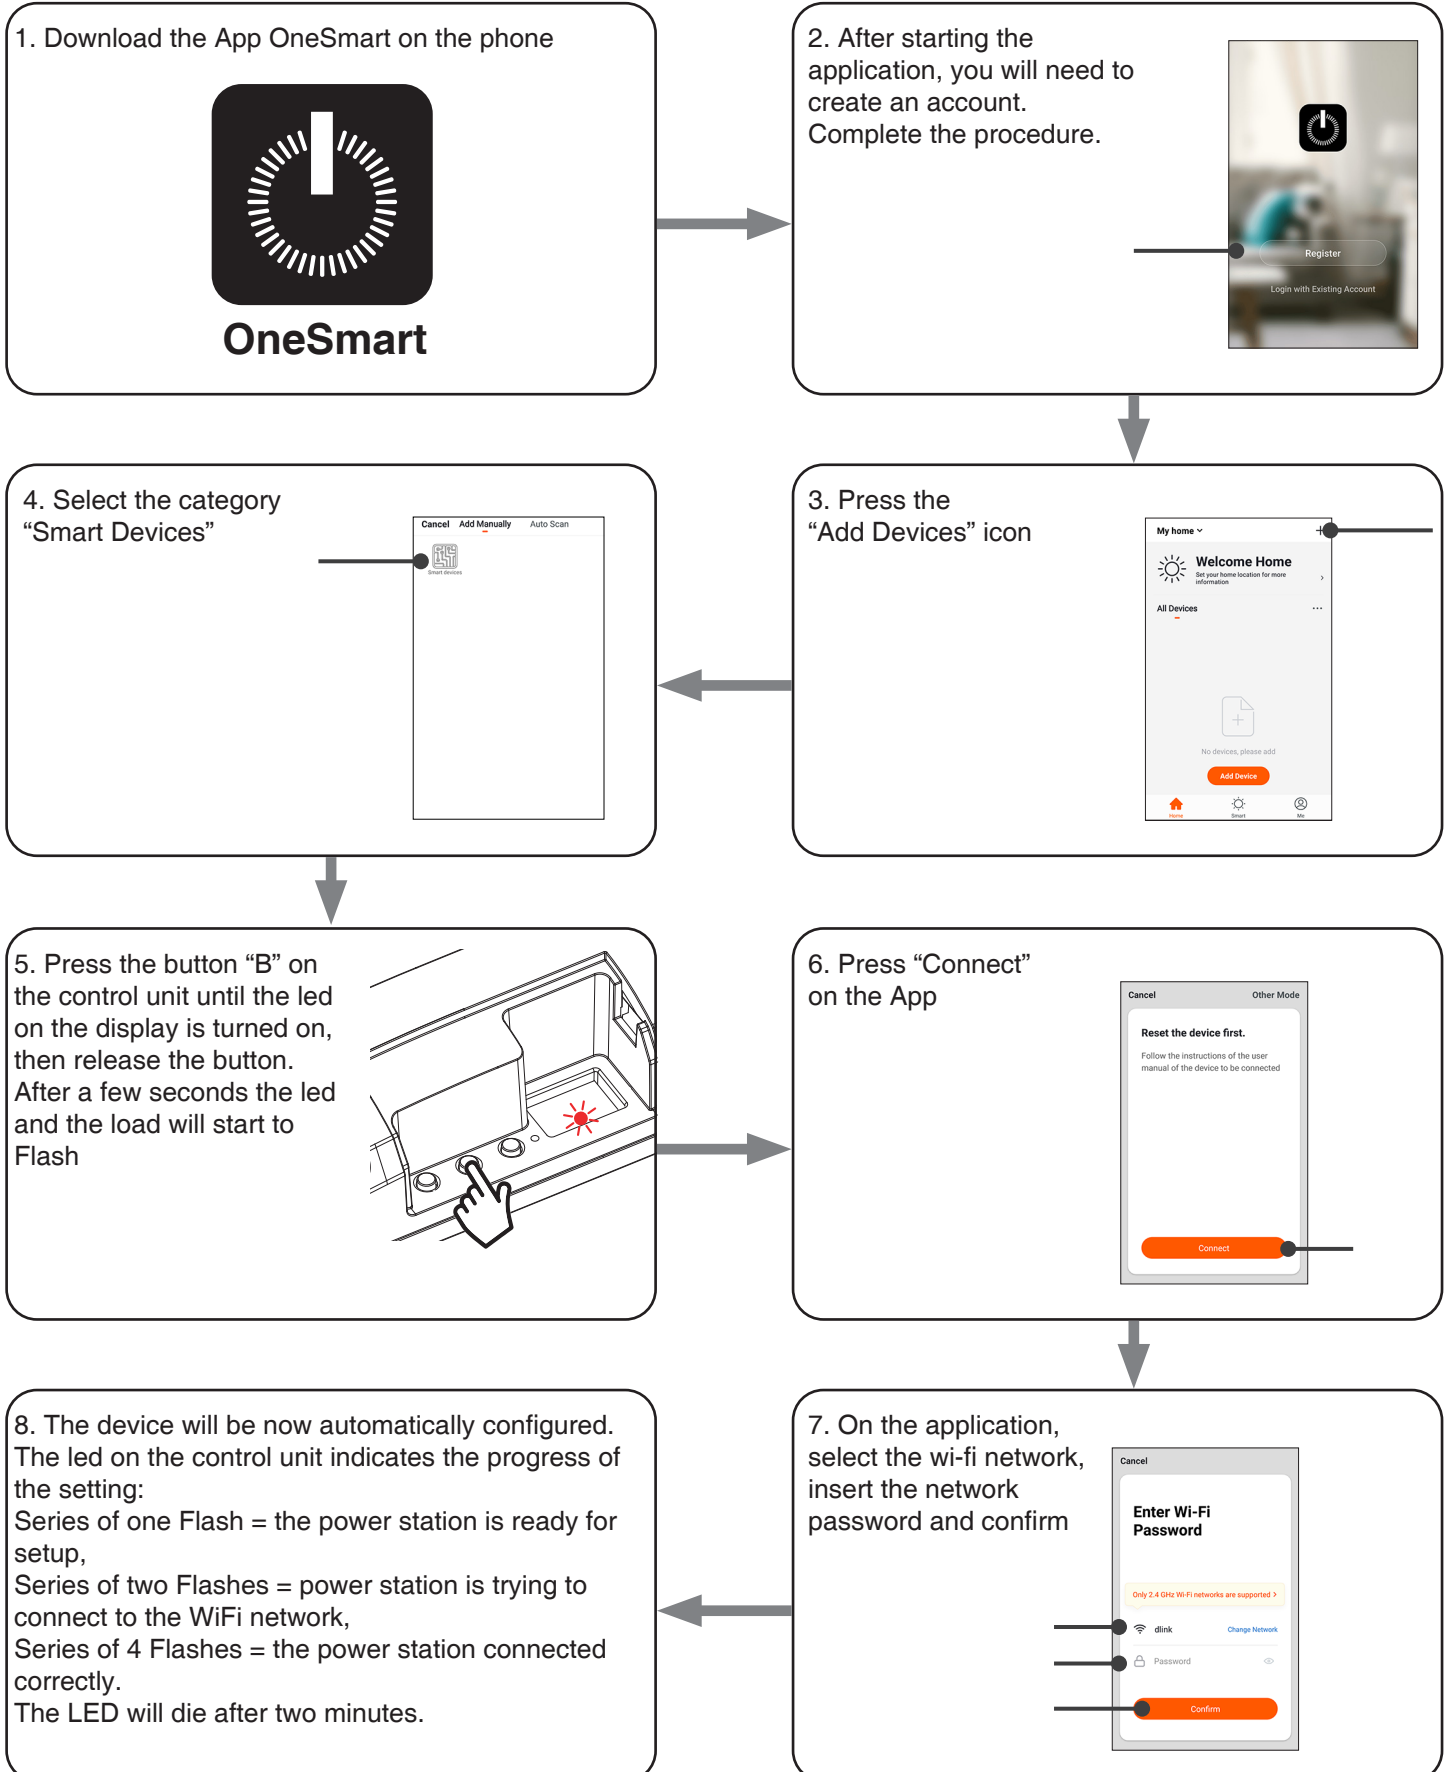 1. Download the App OneSmart on the phone
OneSmart
2. After starting the
application, you will need to
create an account.
Complete the procedure.
Register
Login with Existing Account
3. Press the
“Add Devices” icon
My home
Welcome Home
Set your home location for more
information
All Devices
No devices, please add
Add Device
Home Smart Me
4. Select the category
“Smart Devices”
Cancel Add Manually Auto Scan
Smart devices
5. Press the button “B” on
the control unit until the led
on the display is turned on,
then release the button.
After a few seconds the led
and the load will start to
Flash
6. Press “Connect”
on the App
Cancel Other Mode
Reset the device first.
Follow the instructions of the user
manual of the device to be connected
Connect
7. On the application,
select the wi-fi network,
insert the network
password and confirm
Cancel
Enter Wi-Fi
Password
Only 2.4 GHz Wi-Fi networks are supported >
dlink Change Network
Password
Confirm
8. The device will be now automatically configured.
The led on the control unit indicates the progress of
the setting:
Series of one Flash = the power station is ready for
setup,
Series of two Flashes = power station is trying to
connect to the WiFi network,
Series of 4 Flashes = the power station connected
correctly.
The LED will die after two minutes.